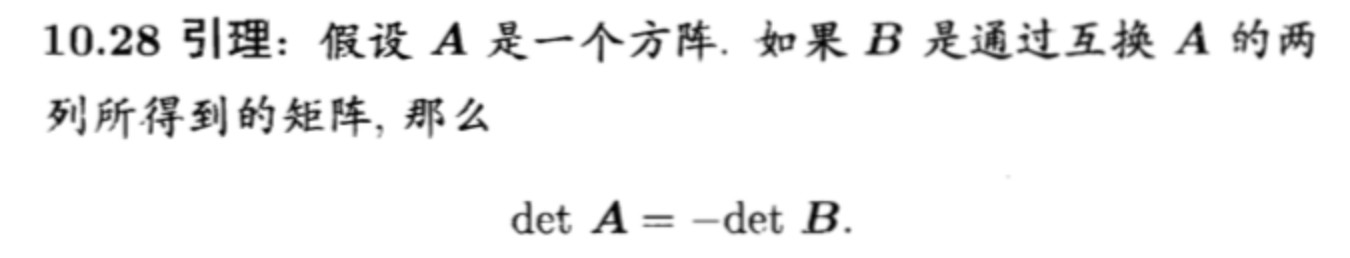 10.28 引理: 假设 A 是一个方阵. 如果 B 是通过互换 A 的两
列所得到的矩阵, 那么
det A = −det B.